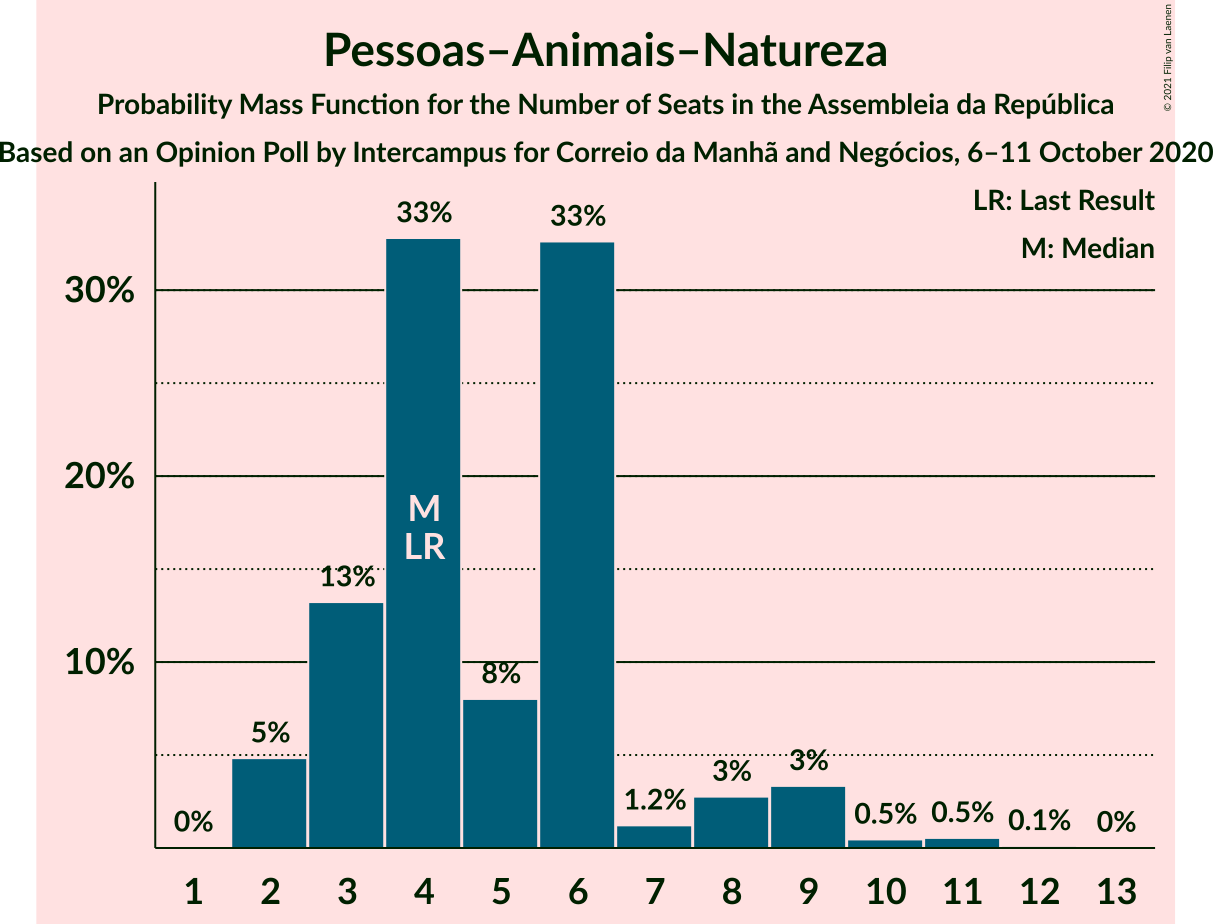 Pessoas–Animais–Natureza
Probability Mass Function for the Number of Seats in the Assembleia da República
Based on an Opinion Poll by Intercampus for Correio da Manhã and Negócios, 6–11 October 2020
© 2021 Filip van Laenen
LR: Last Result
M: Median
30%
20%
10%
0%
5%
13%
33%
8%
33%
1.2%
3%
3%
0.5%
0.5%
0.1%
0%
M
LR
1 2 3 4 5 6 7 8 9 10 11 12 13